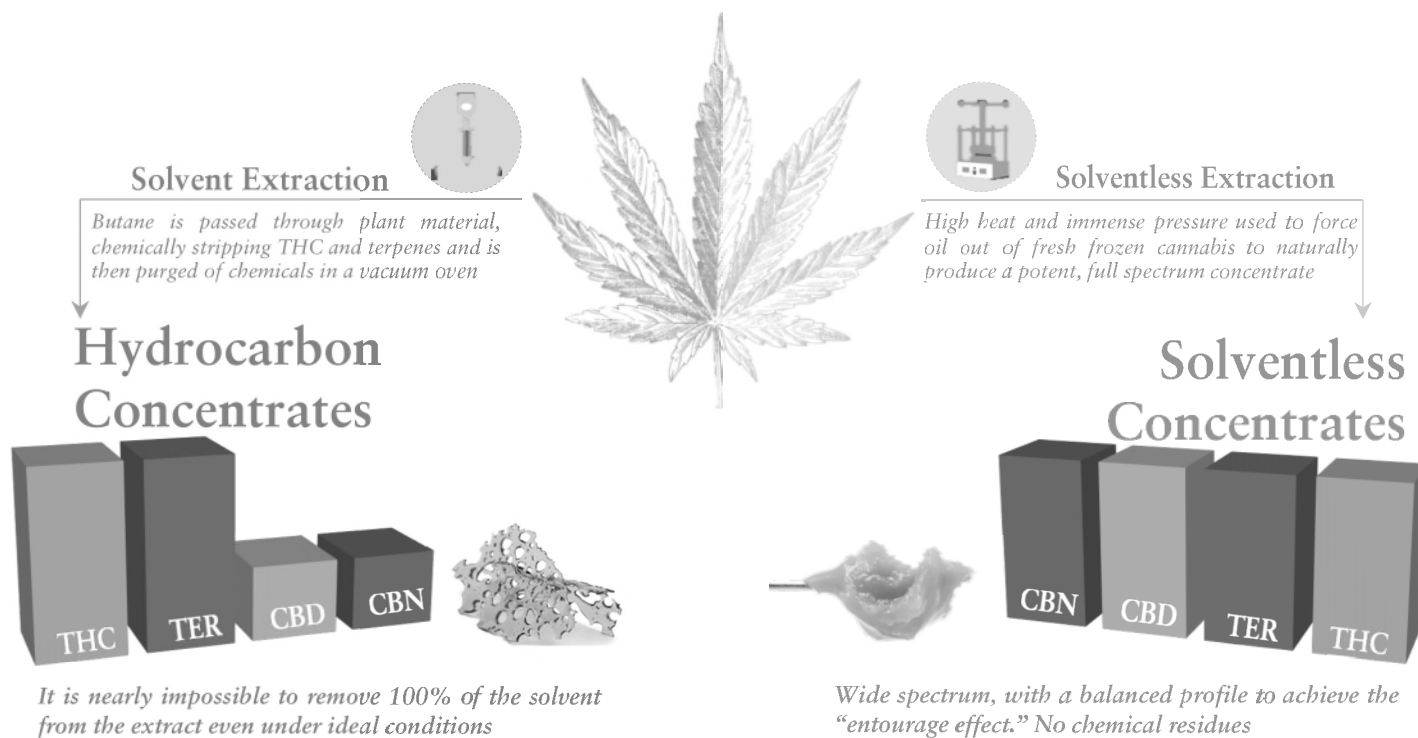 Solvent Extraction
Butane is passed through plant material,
chemically stripping THC and terpenes and is
then purged of chemicals in a vacuum oven
Hydrocarbon
Concentrates
THC
TER
CBD
CBN
It is nearly impossible to remove 100% of the solvent
from the extract even under ideal conditions
Solventless Extraction
High heat and immense pressure used to force
oil out of fresh frozen cannabis to naturally
produce a potent, full spectrum concentrate
Solventless
Concentrates
CBN
CBD
TER
THC
Wide spectrum, with a balanced profile to achieve the
“entourage effect.” No chemical residues